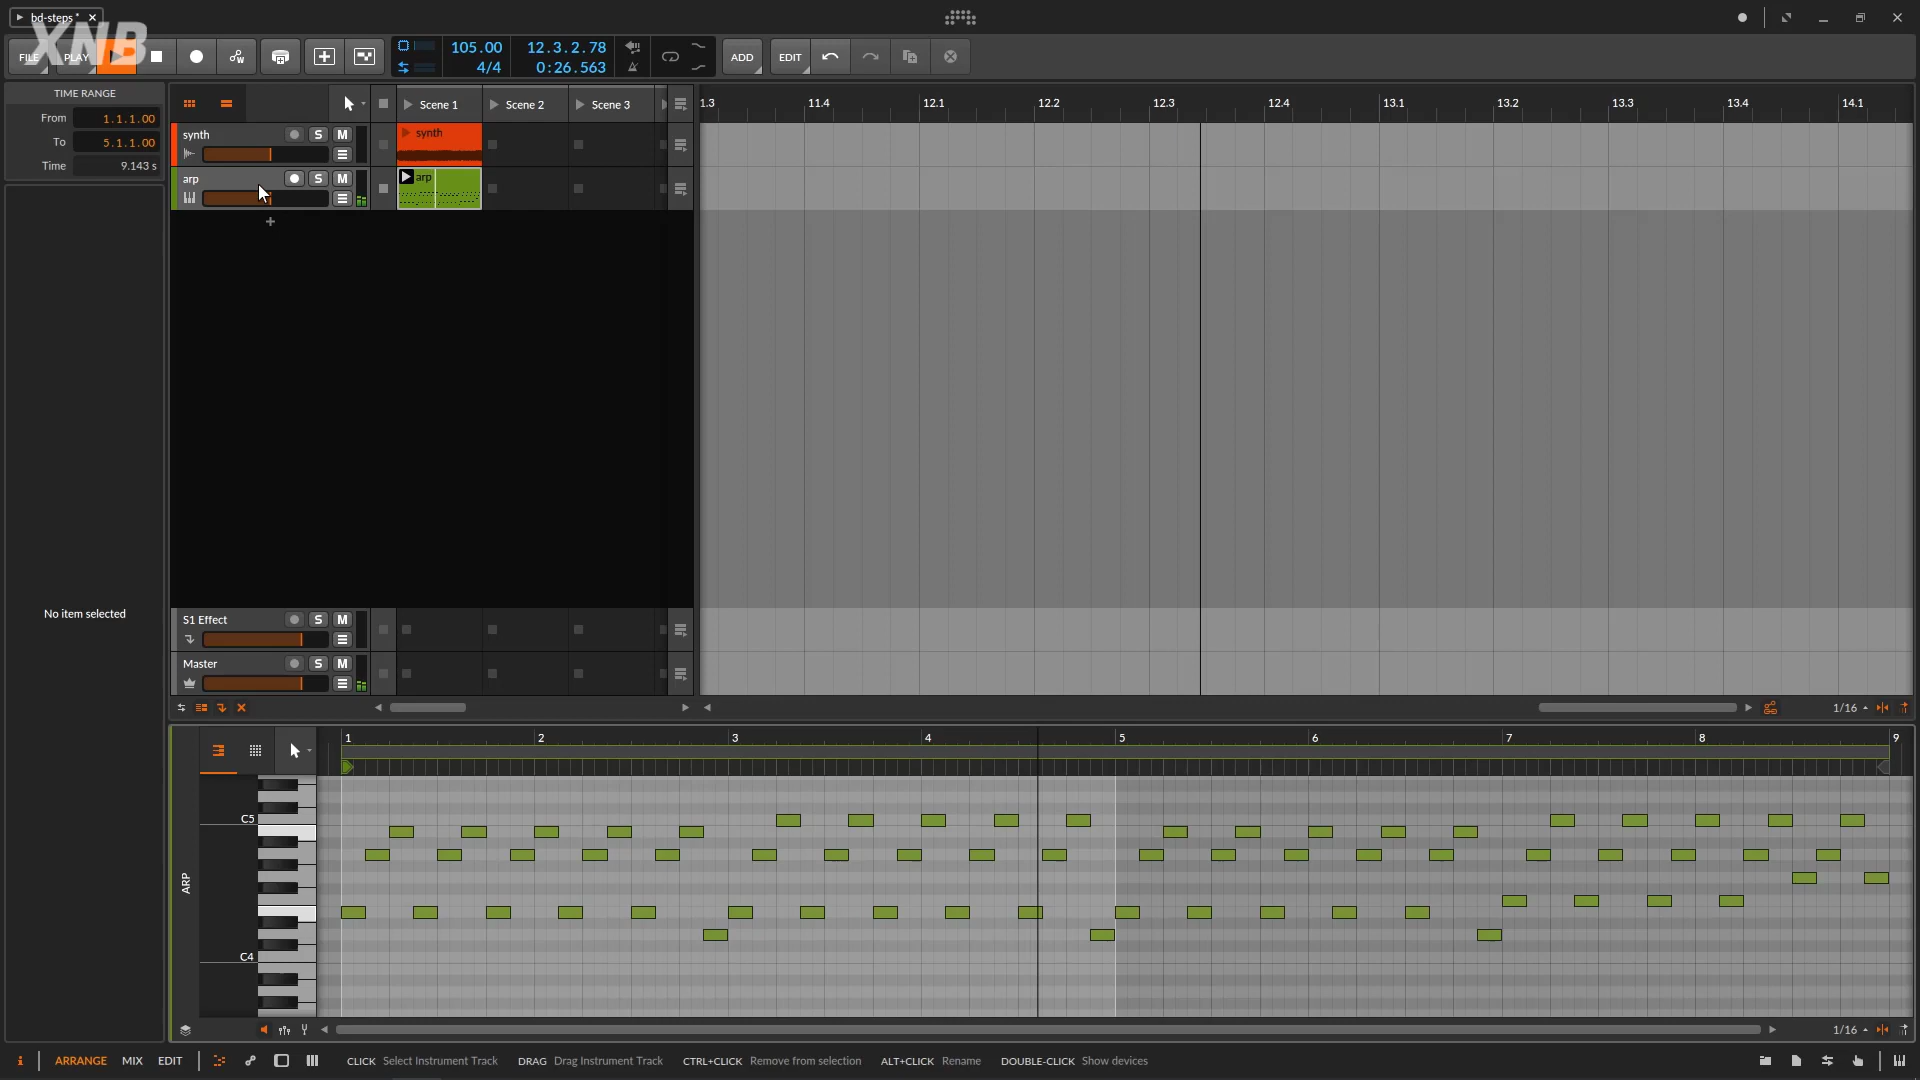 bd-steps *
XNB
FILE PLAY
105.00 12.3.2.78
4/4 0:26.563
ADD EDIT
TIME RANGE
From 1.1.1.00
To 5.1.1.00
Time 9.143 s
Scene 1 Scene 2 Scene 3
1.3 11.4 12.1 12.2 12.3 12.4 13.1 13.2 13.3 13.4 14.1
synth S M synth
arp S M arp
No item selected
S1 Effect S M
Master S M
1/16
1 2 3 4 5 6 7 8 9
C5
ARP
C4
1/16
i ARRANGE MIX EDIT CLICK Select Instrument Track DRAG Drag Instrument Track CTRL+CLICK Remove from selection ALT+CLICK Rename DOUBLE-CLICK Show devices